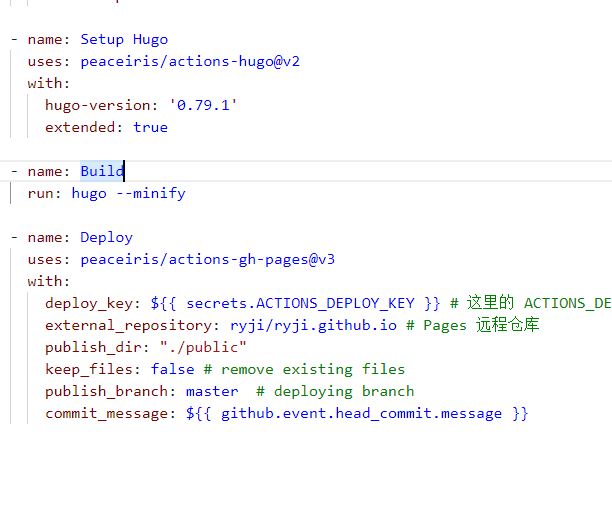 - name: Setup Hugo
uses: peaceiris/actions-hugo@v2
with:
hugo-version: '0.79.1'
extended: true
- name: Build
run: hugo --minify
- name: Deploy
uses: peaceiris/actions-gh-pages@v3
with:
deploy_key: ${{ secrets.ACTIONS_DEPLOY_KEY }} # 这里的 ACTIONS_DE
external_repository: ryji/ryji.github.io # Pages 远程仓库
publish_dir: "./public"
keep_files: false # remove existing files
publish_branch: master  # deploying branch
commit_message: ${{ github.event.head_commit.message }}